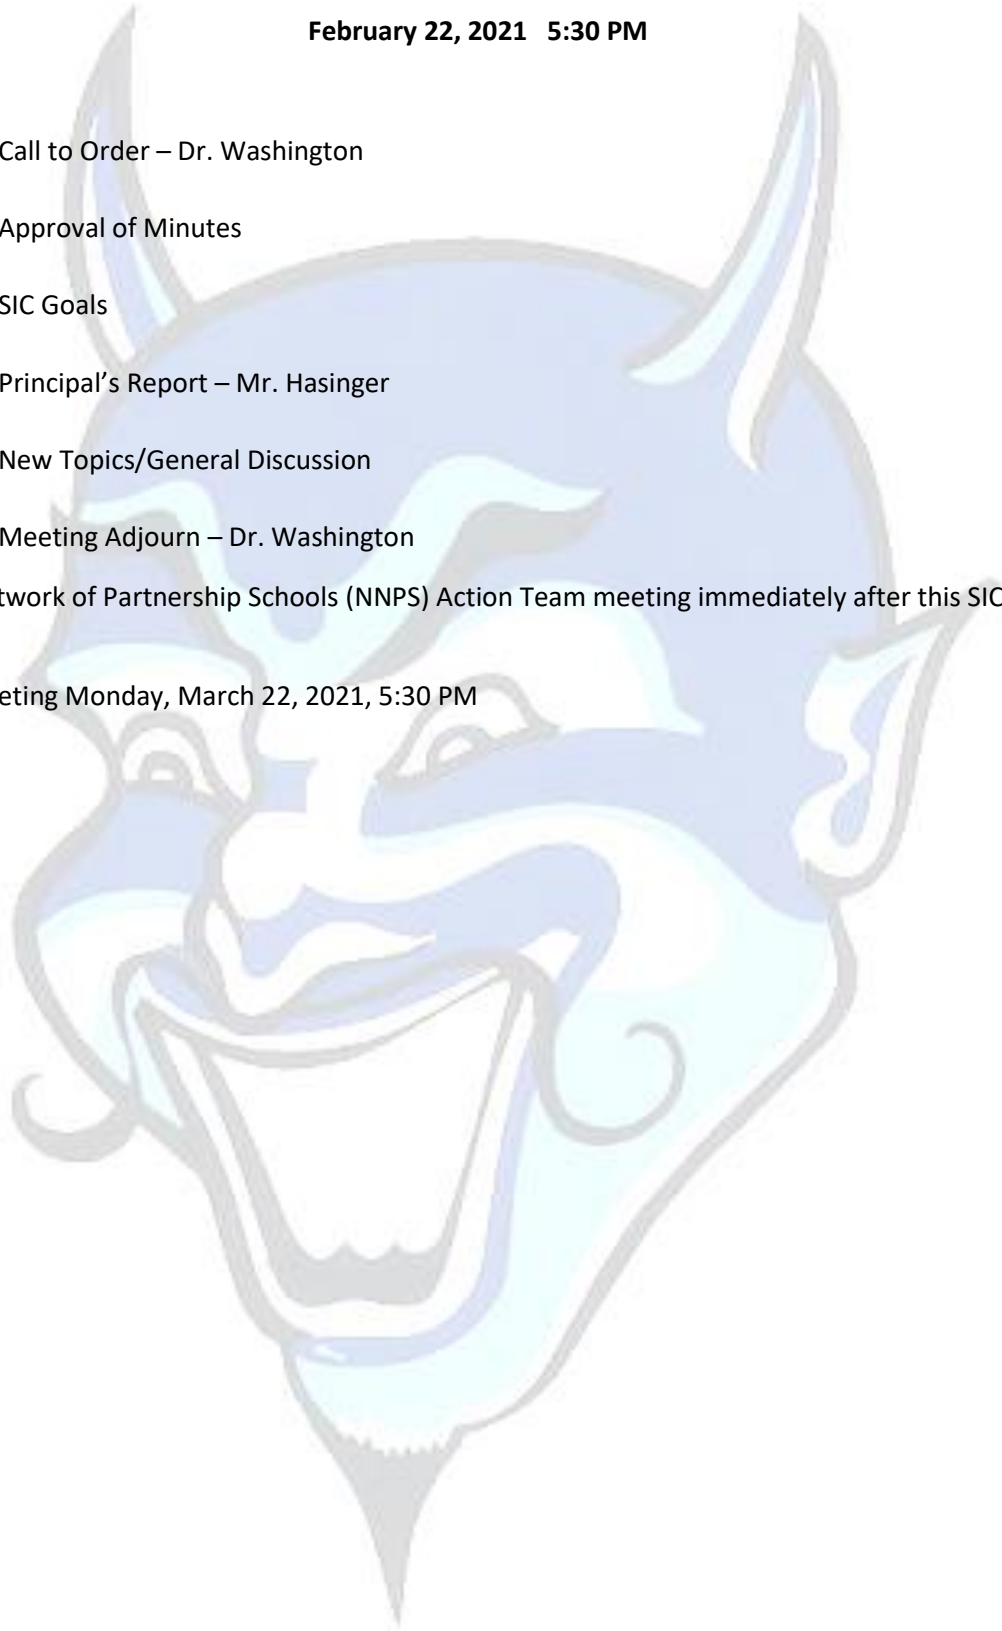 February 22, 2021 5:30 PM
Call to Order – Dr. Washington
Approval of Minutes
SIC Goals
Principal's Report – Mr. Hasinger
New Topics/General Discussion
Meeting Adjourn – Dr. Washington
twork of Partnership Schools (NNPS) Action Team meeting immediately after this SIC
eting Monday, March 22, 2021, 5:30 PM